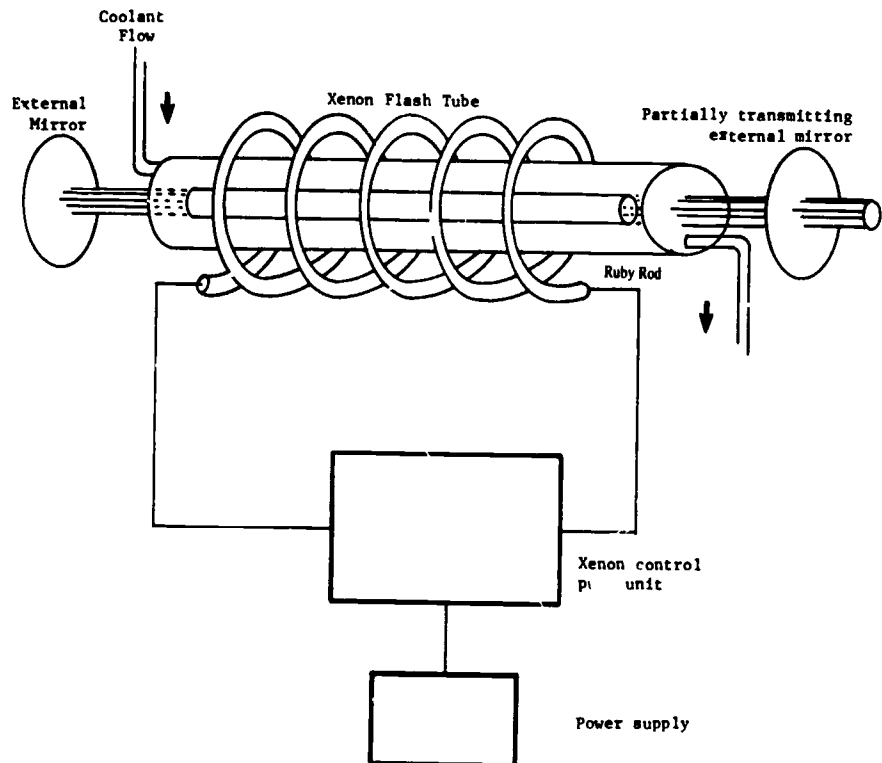 Coolant
Flow
External
Mirror
Xenon Flash Tube
Partially transmitting
external mirror
Ruby Rod
Xenon control
unit
Power supply